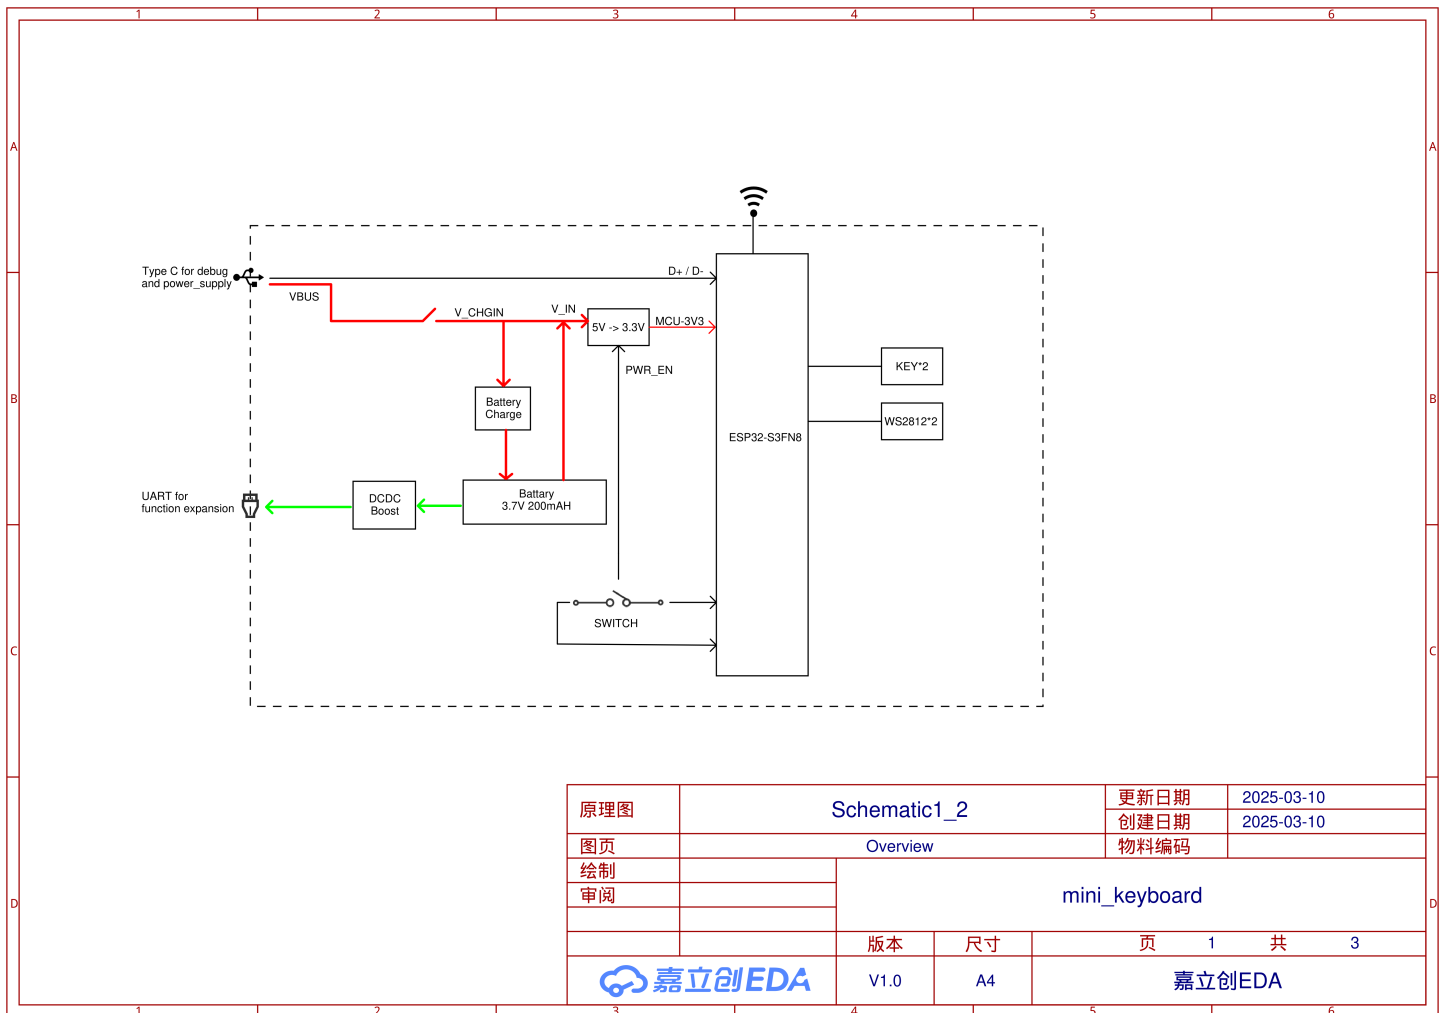 1 2 3 4 5 6
A A
Type C for debug
and power_supply
D+ / D-
VBUS
V_CHGIN
V_IN
5V -> 3.3V
MCU-3V3
PWR_EN
KEY*2
B B
Battery
Charge
WS2812*2
ESP32-S3FN8
UART for
function expansion
DCDC
Boost
Battary
3.7V 200mAH
SWITCH
C C
原理图
Schematic1_2
更新日期
2025-03-10
创建日期
2025-03-10
图页
Overview
物料编码
绘制
审阅
mini_keyboard
D D
版本
尺寸
页 1 共 3
嘉立创EDA
V1.0
A4
嘉立创EDA
1 2 3 4 5 6